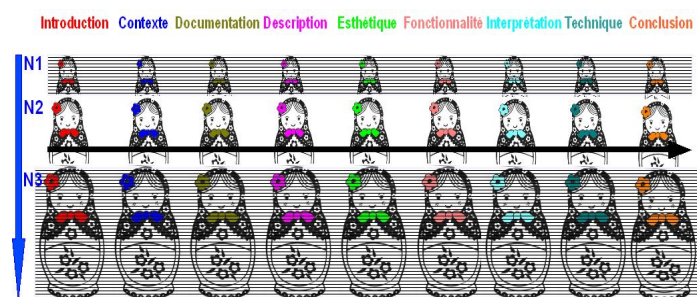 Introduction Contexte Documentation Description Esthétique Fonctionnalité Interprétation Technique Conclusion
N1
N2
N3